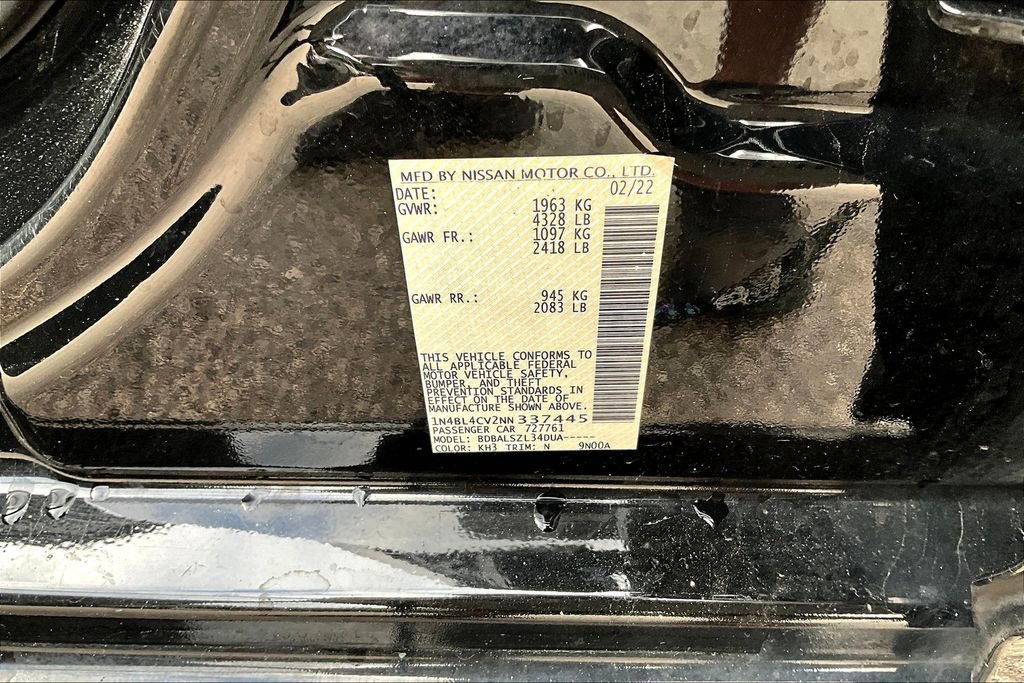 MFD BY NISSAN MOTOR CO., LTD.
DATE: 02/22
GVWR: 1963 KG
4328 LB
GAWR FR.: 1097 KG
2418 LB
GAWR RR.: 945 KG
2083 LB
THIS VEHICLE CONFORMS TO
ALL APPLICABLE FEDERAL
MOTOR VEHICLE SAFETY,
BUMPER, AND THEFT
PREVENTION STANDARDS IN
EFFECT ON THE DATE OF
MANUFACTURE SHOWN ABOVE.
1N4BL4CV2NN337445
PASSENGER CAR 727761
MODEL: BDBALSZL34DUA-----
COLOR: KH3 TRIM: N 9N00A